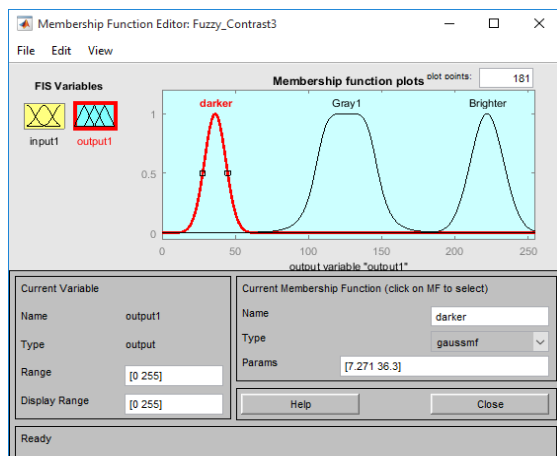 Membership Function Editor: Fuzzy_Contrast3
File Edit View
FIS Variables
Membership function plots plot points: 181
input1 output1
darker Gray1 Brighter
1
0.5
0
0 50 100 150 200 250
output variable "output1"
Current Variable
Name output1
Type output
Range [0 255]
Display Range [0 255]
Current Membership Function (click on MF to select)
Name darker
Type gaussmf
Params [7.271 36.3]
Help Close
Ready